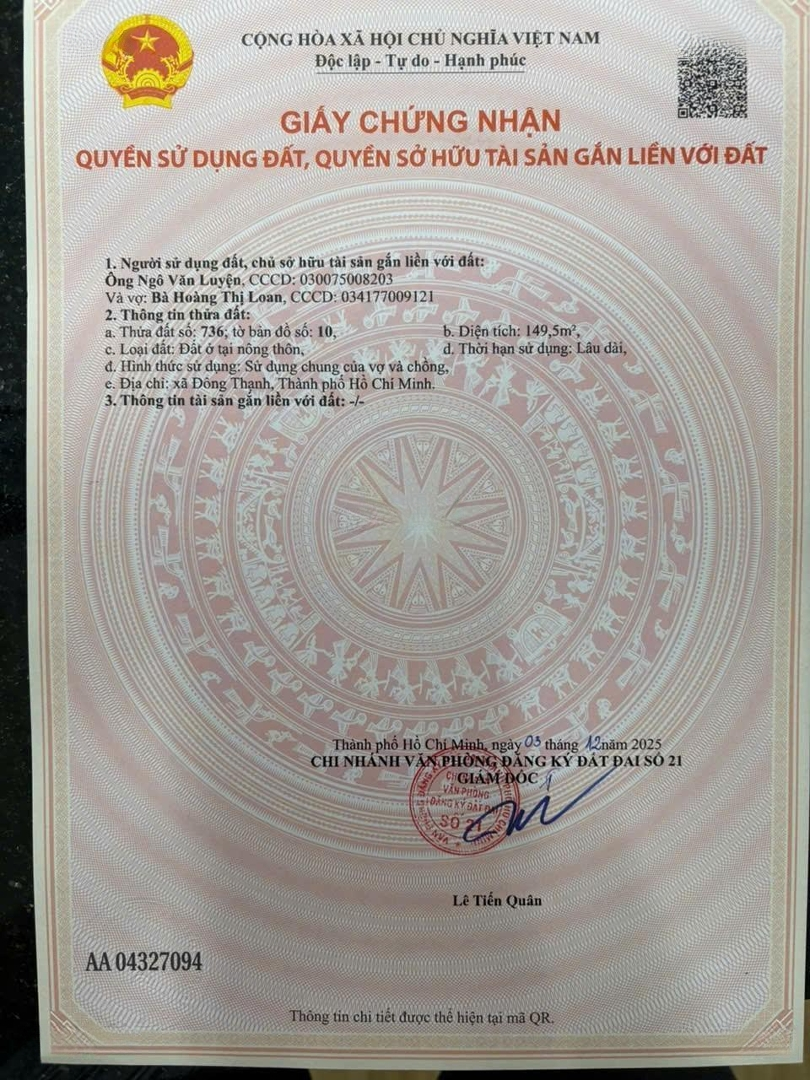 CỘNG HÒA XÃ HỘI CHỦ NGHĨA VIỆT NAM
Độc lập - Tự do - Hạnh phúc
GIẤY CHỨNG NHẬN
QUYỀN SỬ DỤNG ĐẤT, QUYỀN SỞ HỮU TÀI SẢN GẮN LIỀN VỚI ĐẤT
1. Người sử dụng đất, chủ sở hữu tài sản gắn liền với đất:
Ông Ngô Văn Luyện, CCCD: 030075008203
Và vợ: Bà Hoàng Thị Loan, CCCD: 034177009121
2. Thông tin thửa đất:
a. Thửa đất số: 736; tờ bản đồ số: 10, b. Diện tích: 149,5m²,
c. Loại đất: Đất ở tại nông thôn, d. Thời hạn sử dụng: Lâu dài,
đ. Hình thức sử dụng: Sử dụng chung của vợ và chồng,
e. Địa chỉ: xã Đông Thạnh, Thành phố Hồ Chí Minh.
3. Thông tin tài sản gắn liền với đất: -/-
Thành phố Hồ Chí Minh, ngày 03 tháng 12 năm 2025
CHI NHÁNH VĂN PHÒNG ĐĂNG KÝ ĐẤT ĐAI SỐ 21
GIÁM ĐỐC
VĂN PHÒNG
ĐĂNG KÝ ĐẤT ĐAI
SỐ 21
Lê Tiến Quân
AA 04327094
Thông tin chi tiết được thể hiện tại mã QR.